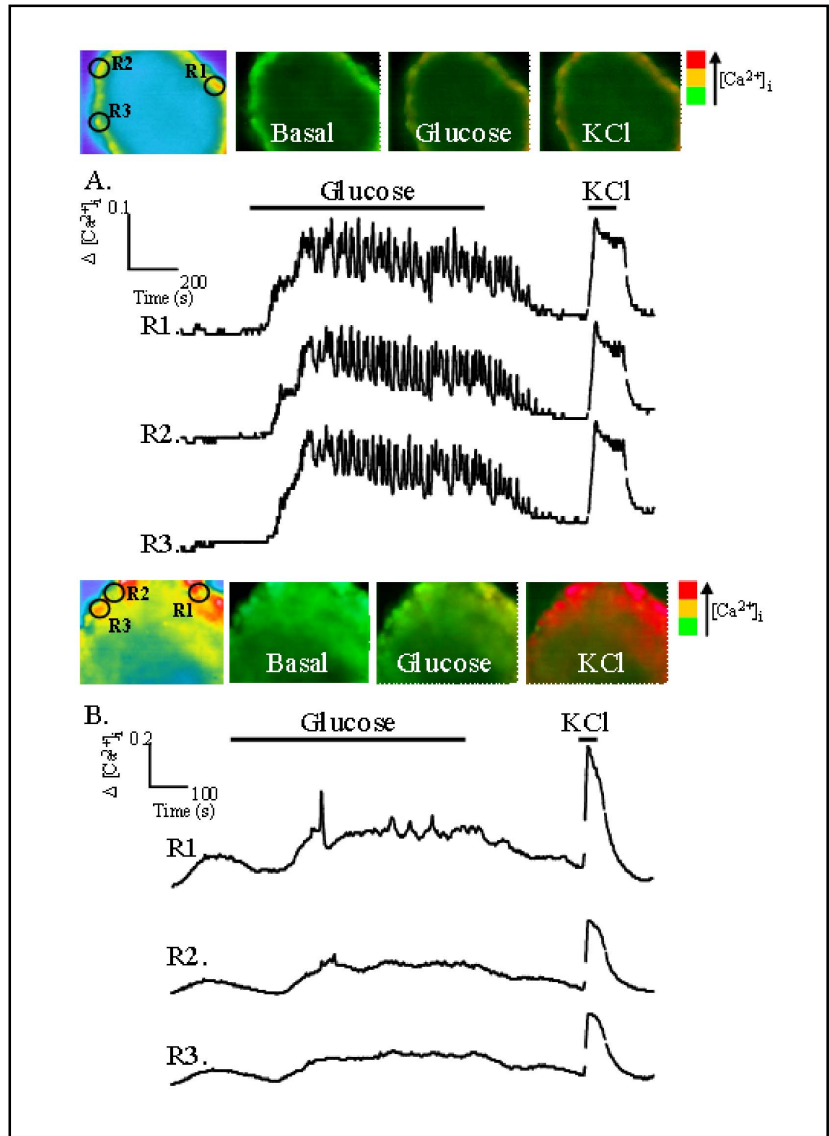 R2
R1
R3
Basal
Glucose
KCl
[Ca²⁺]ᵢ
A.
Glucose
KCl
Δ [Ca²⁺]ᵢ
0.1
200
Time (s)
R1.
R2.
R3.
R2
R1
R3
Basal
Glucose
KCl
[Ca²⁺]ᵢ
B.
Glucose
KCl
Δ [Ca²⁺]ᵢ
0.2
100
Time (s)
R1
R2.
R3.